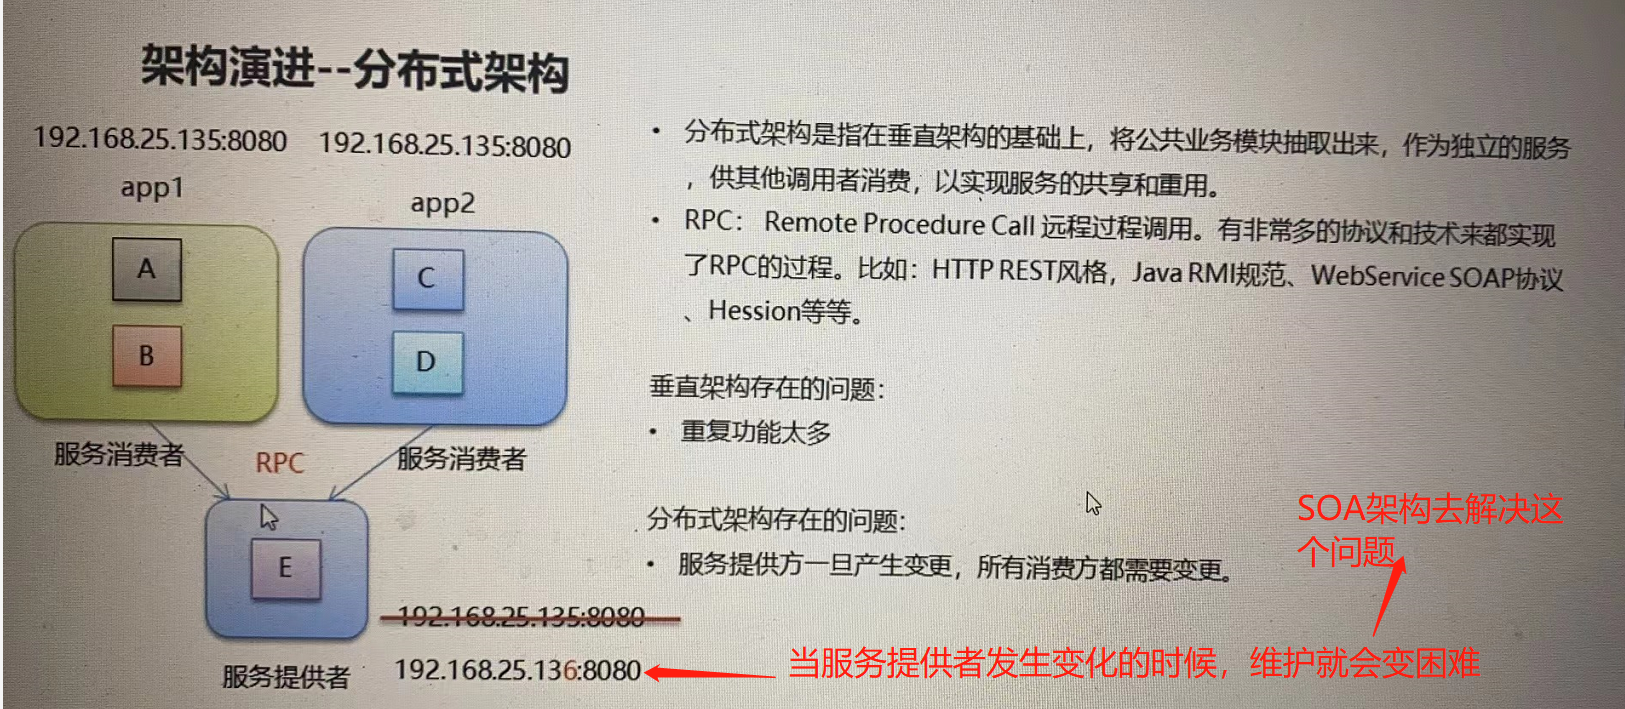 架构演进--分布式架构
192.168.25.135:8080
192.168.25.135:8080
app1
app2
A
B
C
D
服务消费者
RPC
服务消费者
E
服务提供者
192.168.25.135:8080
192.168.25.136:8080
• 分布式架构是指在垂直架构的基础上，将公共业务模块抽取出来，作为独立的服务
，供其他调用者消费，以实现服务的共享和重用。
• RPC： Remote Procedure Call 远程过程调用。有非常多的协议和技术来都实现
了RPC的过程。比如：HTTP REST风格，Java RMI规范、WebService SOAP协议
、Hession等等。
垂直架构存在的问题：
• 重复功能太多
分布式架构存在的问题：
• 服务提供方一旦产生变更，所有消费方都需要变更。
SOA架构去解决这
个问题
当服务提供者发生变化的时候，维护就会变困难